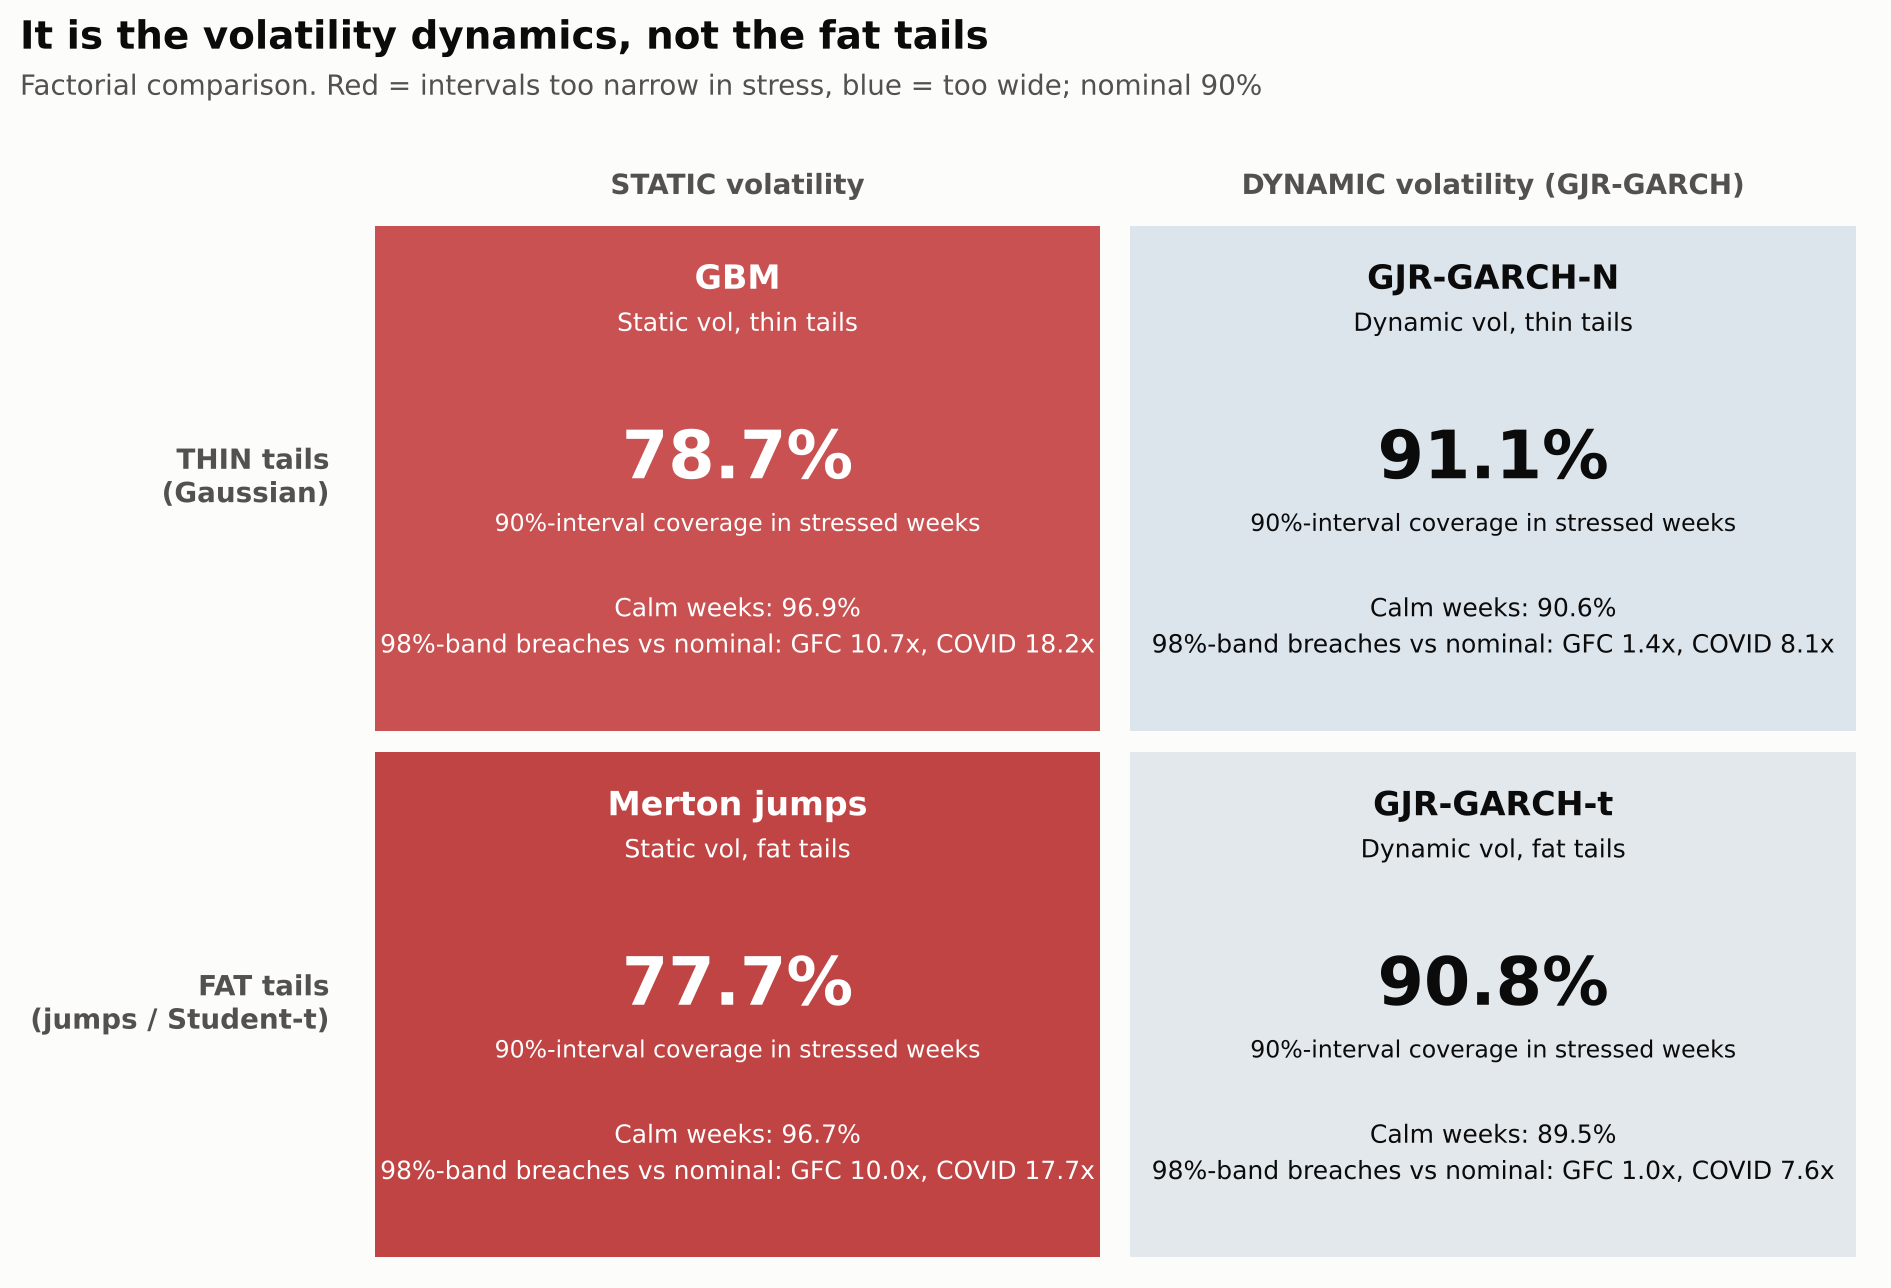 It is the volatility dynamics, not the fat tails
Factorial comparison. Red = intervals too narrow in stress, blue = too wide; nominal 90%
STATIC volatility
DYNAMIC volatility (GJR-GARCH)
THIN tails
(Gaussian)
GBM
Static vol, thin tails
78.7%
90%-interval coverage in stressed weeks
Calm weeks: 96.9%
98%-band breaches vs nominal: GFC 10.7x, COVID 18.2x
GJR-GARCH-N
Dynamic vol, thin tails
91.1%
90%-interval coverage in stressed weeks
Calm weeks: 90.6%
98%-band breaches vs nominal: GFC 1.4x, COVID 8.1x
FAT tails
(jumps / Student-t)
Merton jumps
Static vol, fat tails
77.7%
90%-interval coverage in stressed weeks
Calm weeks: 96.7%
98%-band breaches vs nominal: GFC 10.0x, COVID 17.7x
GJR-GARCH-t
Dynamic vol, fat tails
90.8%
90%-interval coverage in stressed weeks
Calm weeks: 89.5%
98%-band breaches vs nominal: GFC 1.0x, COVID 7.6x